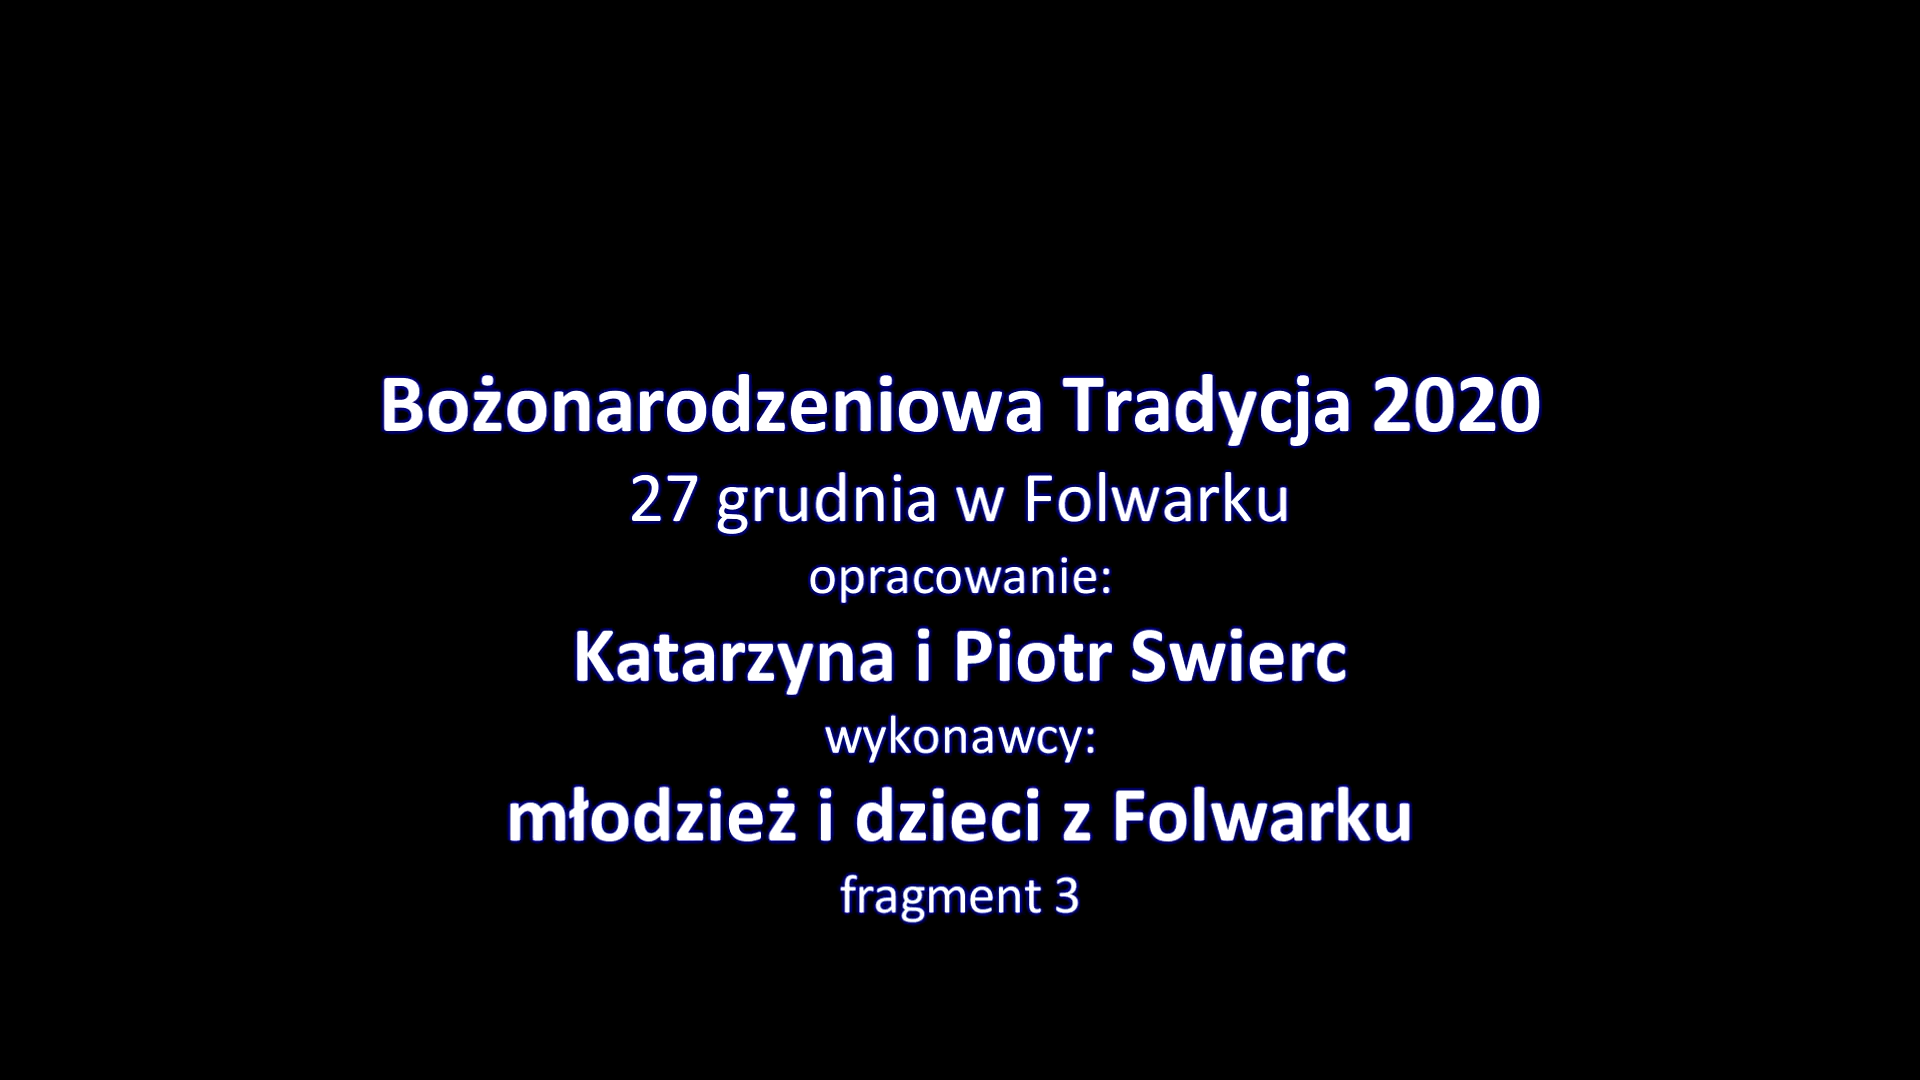 Bożonarodzeniowa Tradycja 2020
27 grudnia w Folwarku
opracowanie:
Katarzyna i Piotr Swierc
wykonawcy:
młodzież i dzieci z Folwarku
fragment 3